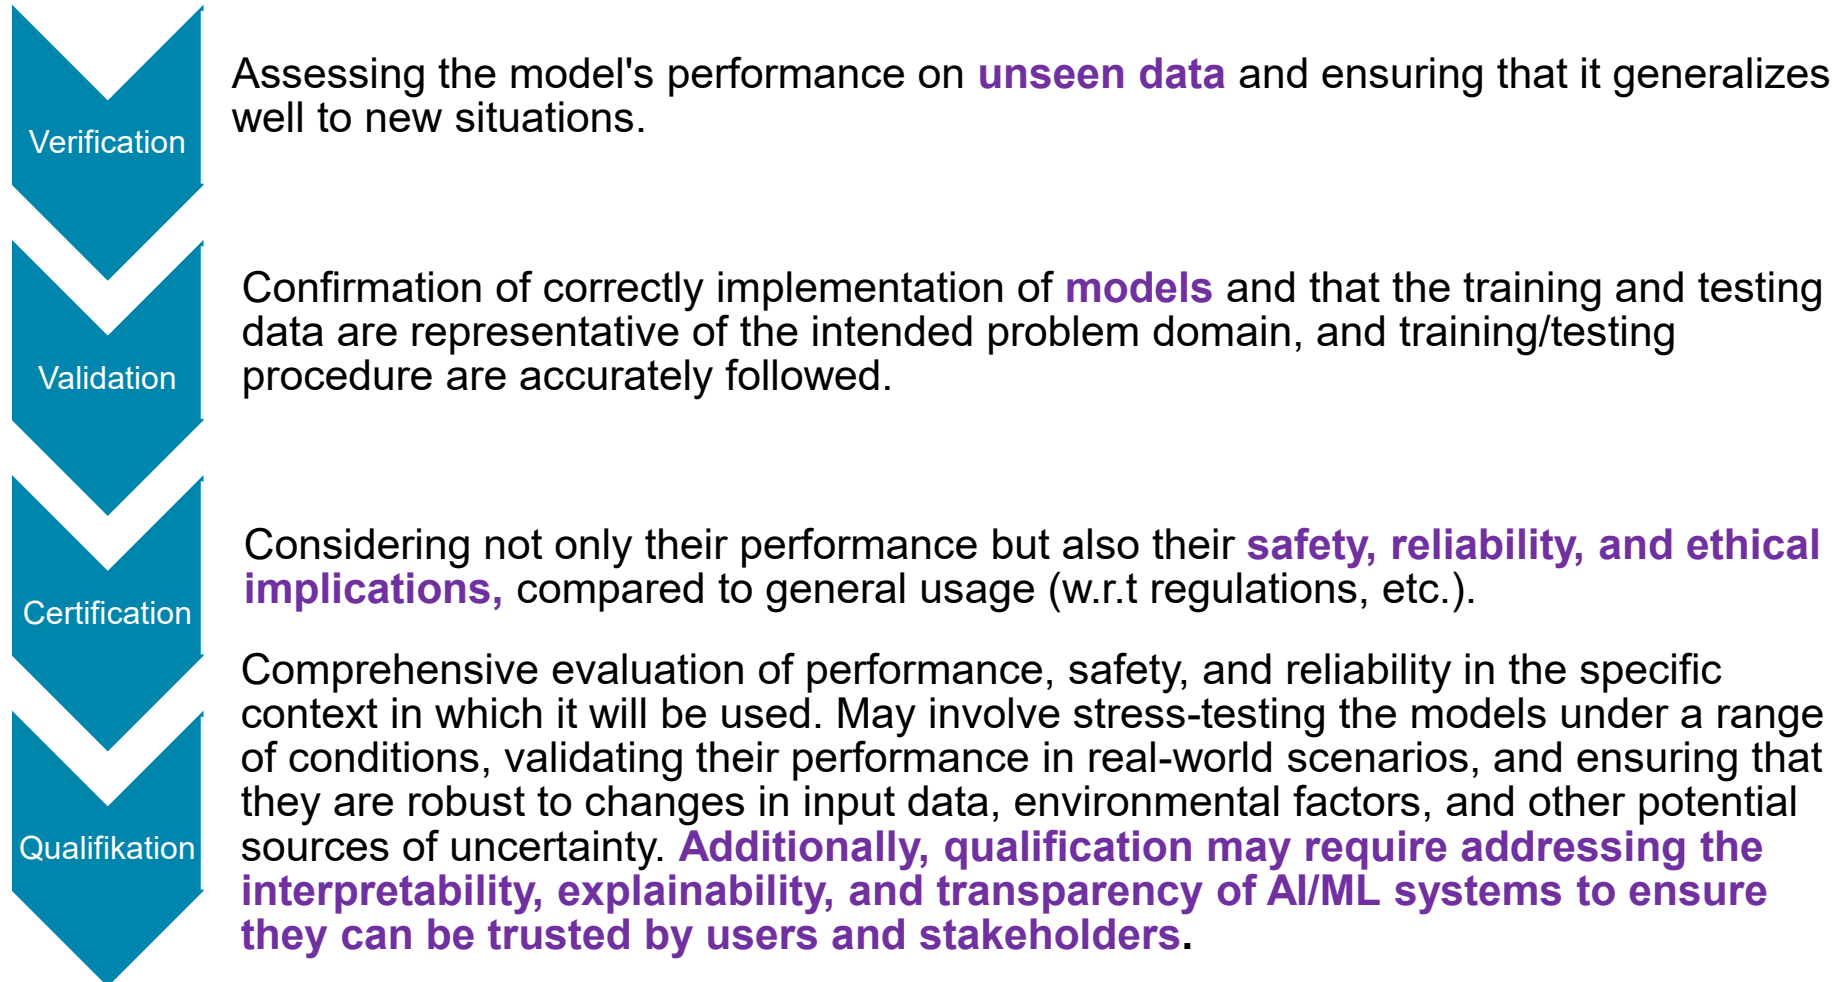 Verification
Assessing the model's performance on unseen data and ensuring that it generalizes
well to new situations.
Validation
Confirmation of correctly implementation of models and that the training and testing
data are representative of the intended problem domain, and training/testing
procedure are accurately followed.
Certification
Considering not only their performance but also their safety, reliability, and ethical
implications, compared to general usage (w.r.t regulations, etc.).
Qualifikation
Comprehensive evaluation of performance, safety, and reliability in the specific
context in which it will be used. May involve stress-testing the models under a range
of conditions, validating their performance in real-world scenarios, and ensuring that
they are robust to changes in input data, environmental factors, and other potential
sources of uncertainty. Additionally, qualification may require addressing the
interpretability, explainability, and transparency of AI/ML systems to ensure
they can be trusted by users and stakeholders.